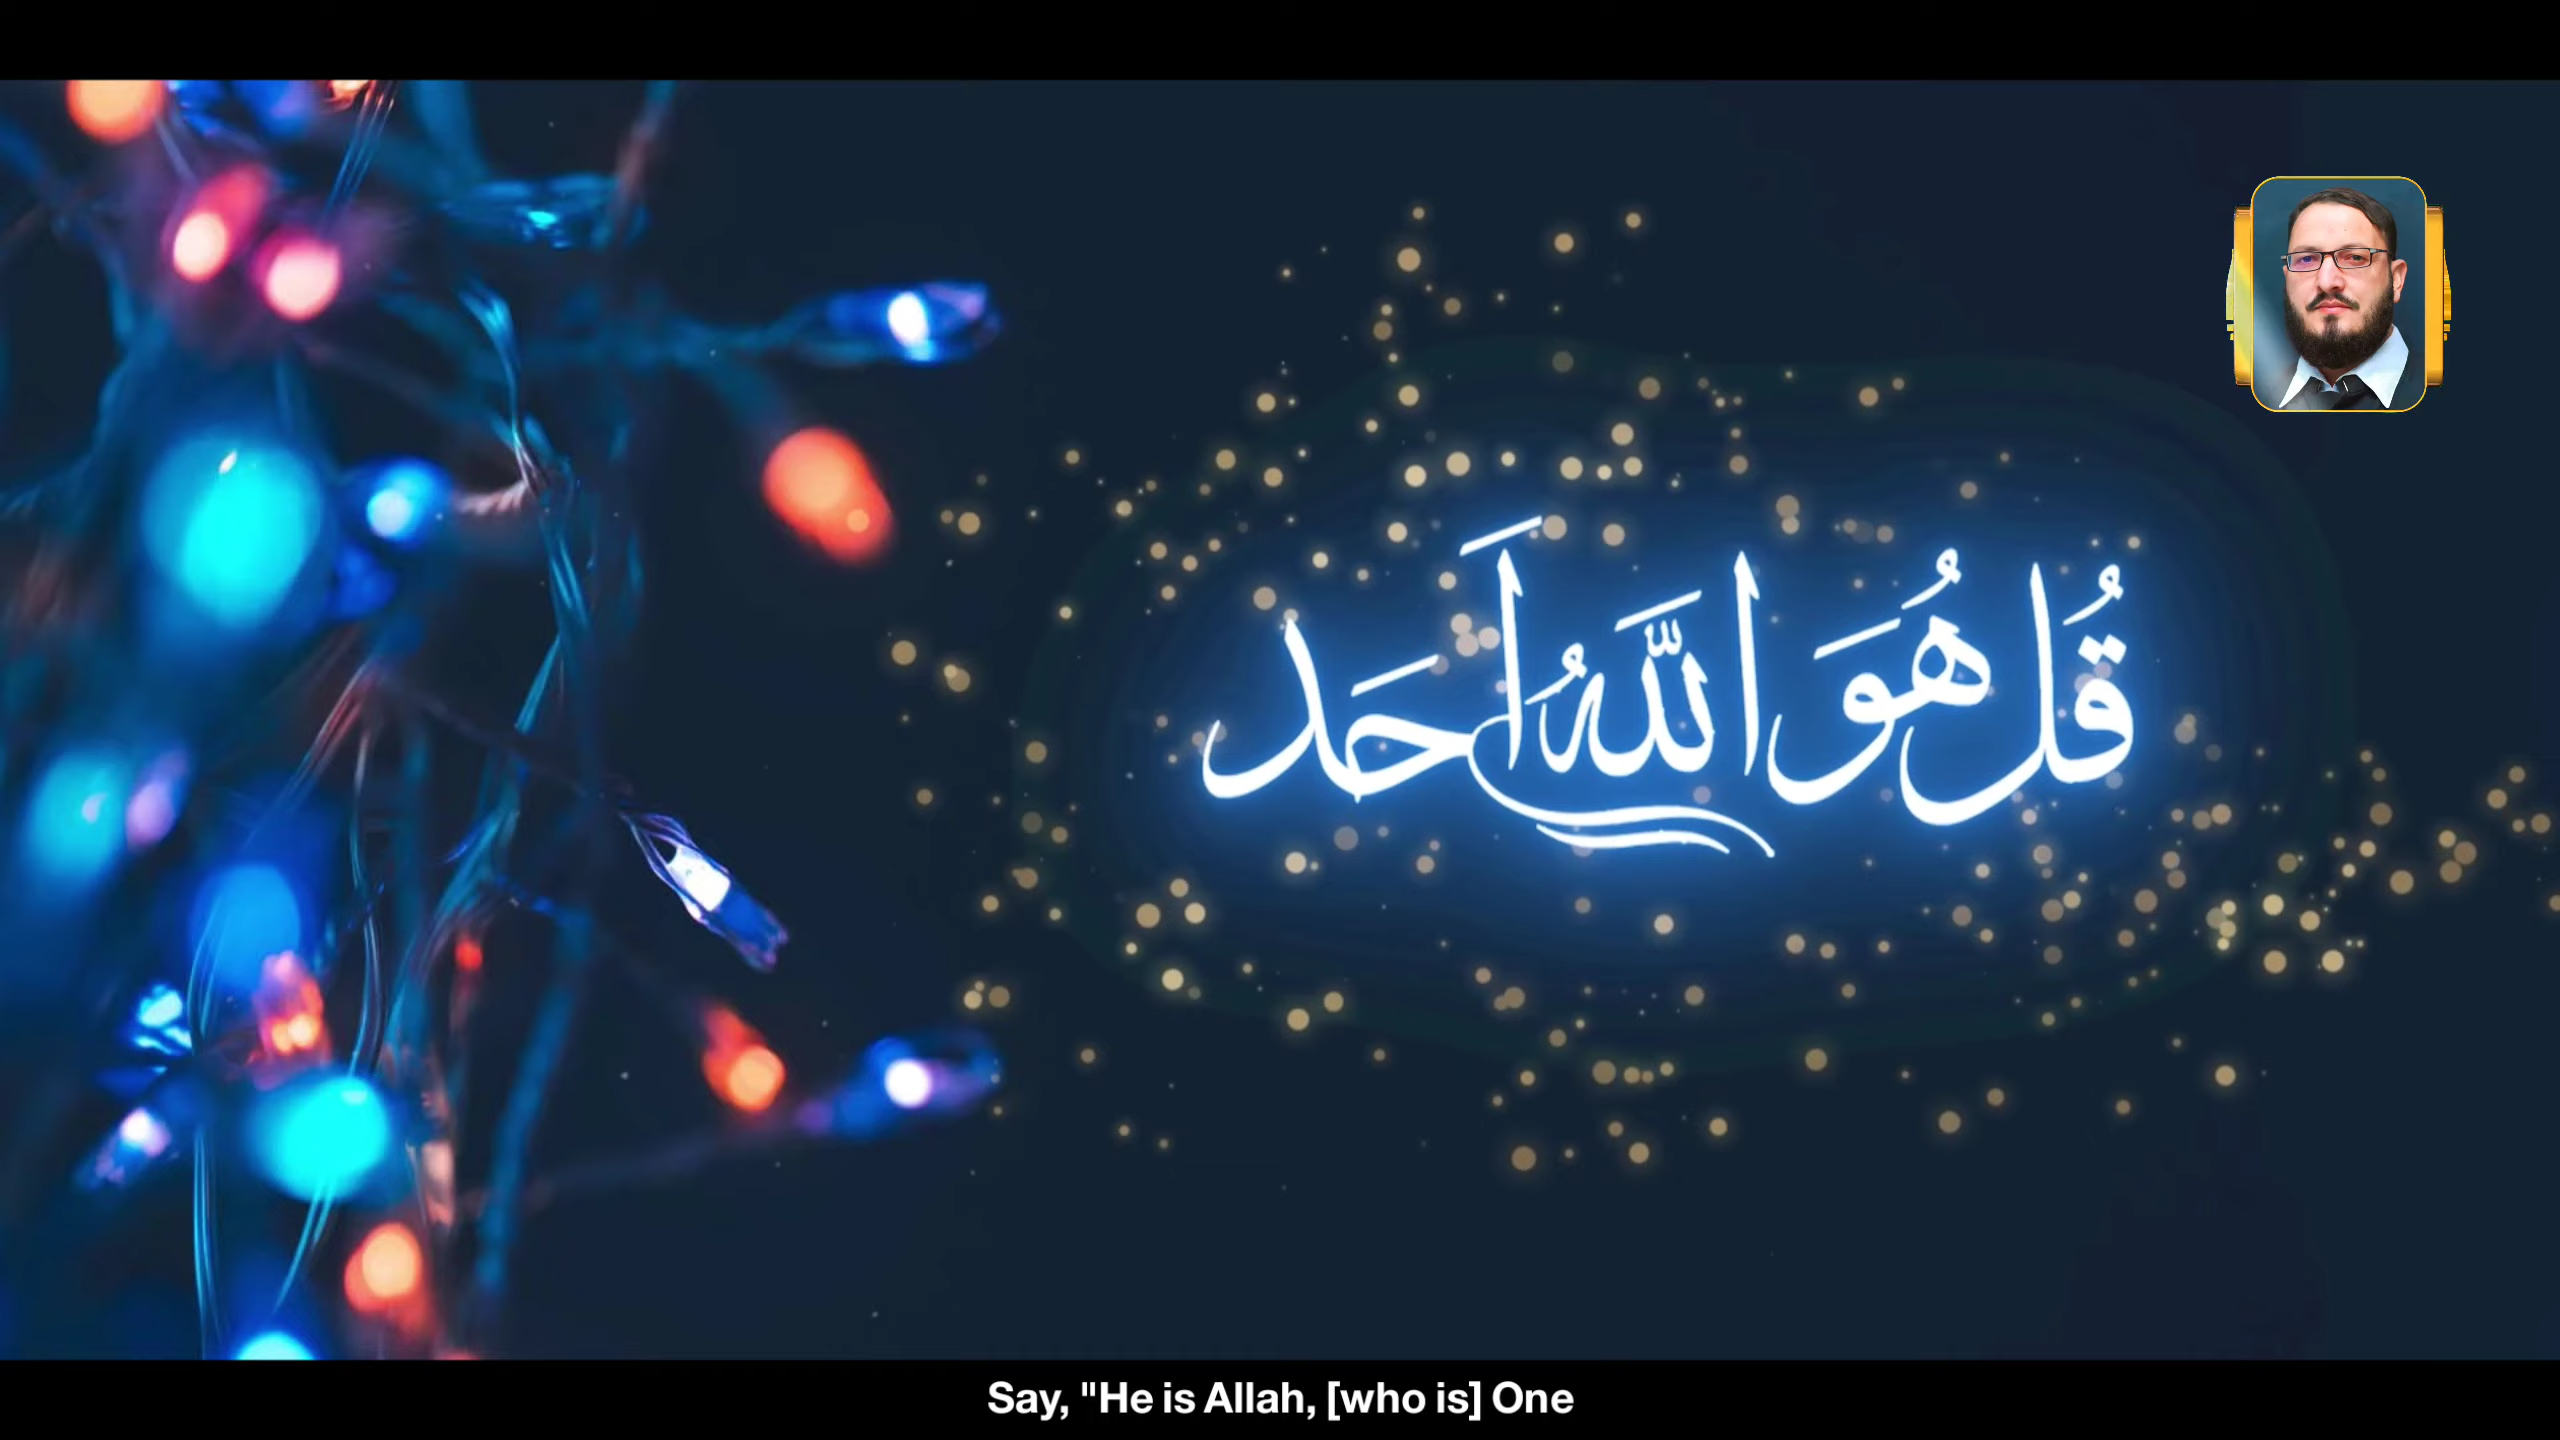 قُل هُوَ اللّٰهُ اَحَد
Say, "He is Allah, [who is] One